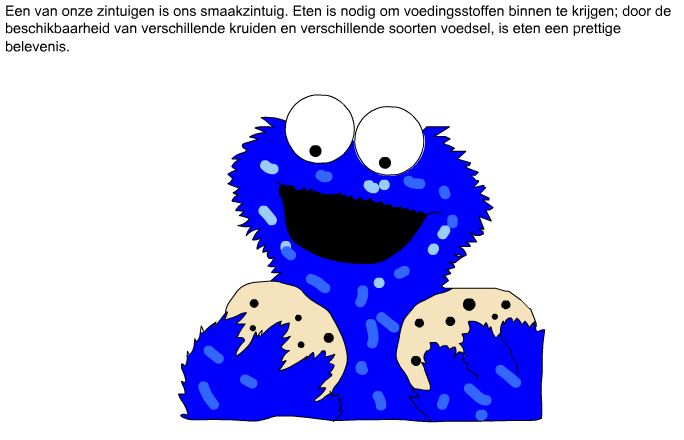 Een van onze zintuigen is ons smaakzintuig. Eten is nodig om voedingsstoffen binnen te krijgen; door de
beschikbaarheid van verschillende kruiden en verschillende soorten voedsel, is eten een prettige
belevenis.